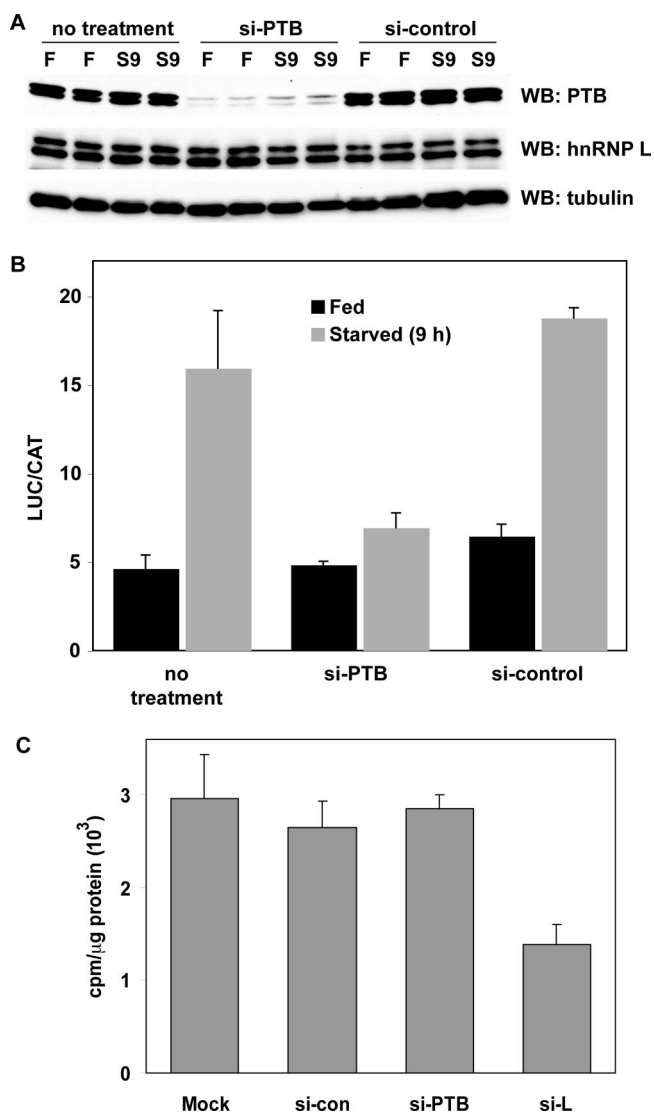 A
no treatment si-PTB si-control
F F S9 S9 F F S9 S9 F F S9 S9
WB: PTB
WB: hnRNP L
WB: tubulin
B
20
15
10
5
0
LUC/CAT
Fed
Starved (9 h)
no treatment
si-PTB
si-control
C
3
2
1
0
cpm/μg protein (10³)
Mock si-con si-PTB si-L